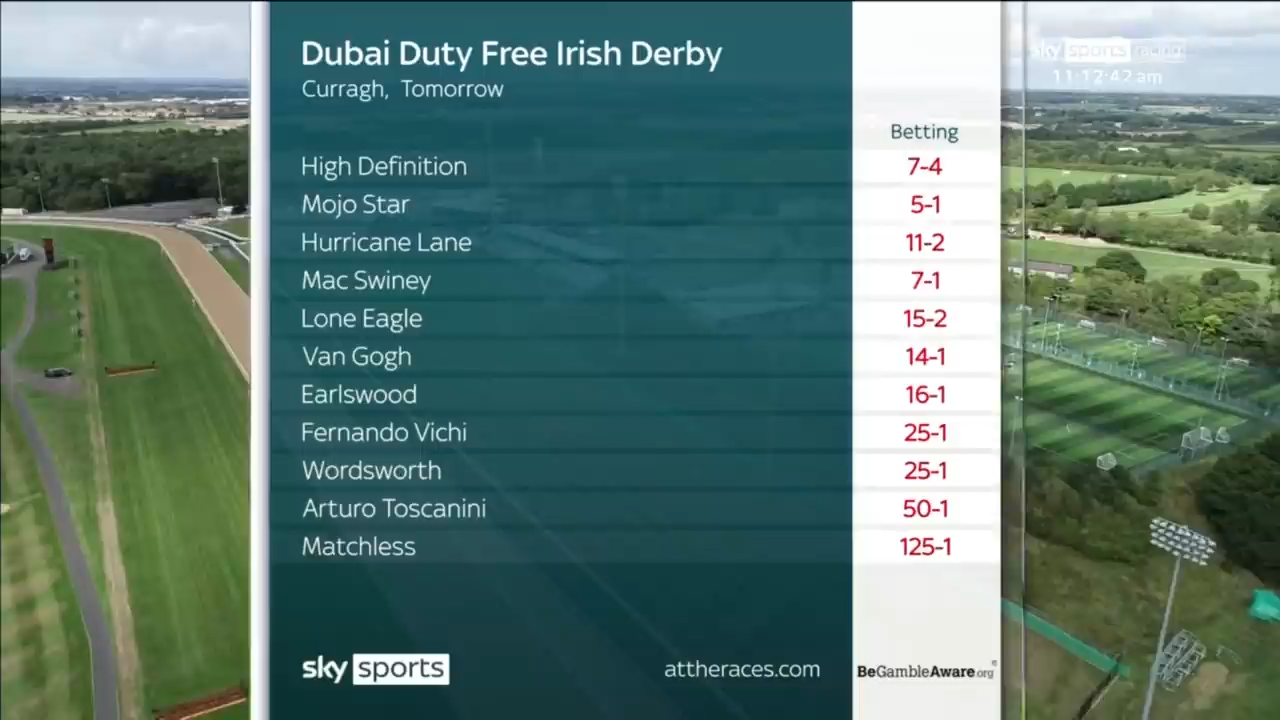 Dubai Duty Free Irish Derby
Curragh, Tomorrow
sky sports racing
11:12:42 am
Betting
High Definition 7-4
Mojo Star 5-1
Hurricane Lane 11-2
Mac Swiney 7-1
Lone Eagle 15-2
Van Gogh 14-1
Earlswood 16-1
Fernando Vichi 25-1
Wordsworth 25-1
Arturo Toscanini 50-1
Matchless 125-1
sky sports
attheraces.com
BeGambleAware.org